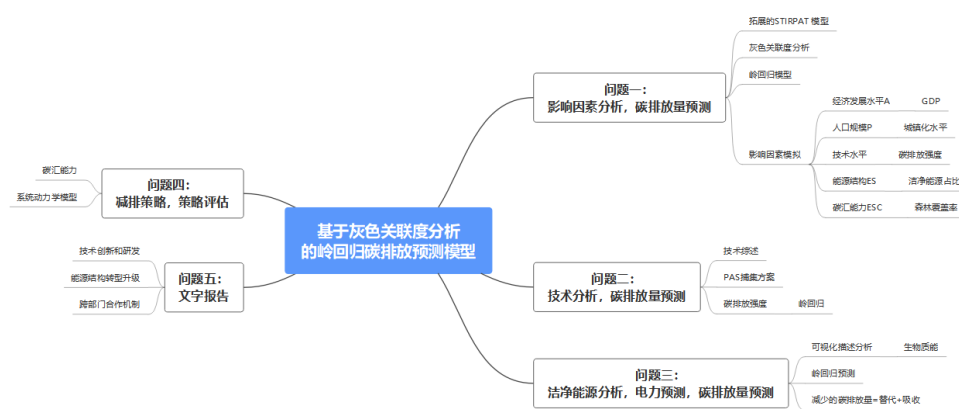 基于灰色关联度分析
的岭回归碳排放预测模型
问题一：
影响因素分析，碳排放量预测
拓展的STIRPAT 模型
灰色关联度分析
岭回归模型
影响因素模拟
经济发展水平A
GDP
人口规模P
城镇化水平
技术水平
碳排放强度
能源结构ES
洁净能源占比
碳汇能力ESC
森林覆盖率
问题二：
技术分析，碳排放量预测
技术综述
PAS捕集方案
碳排放强度
岭回归
问题三：
洁净能源分析，电力预测，碳排放量预测
可视化描述分析
生物质能
岭回归预测
减少的碳排放量=替代+吸收
问题四：
减排策略，策略评估
碳汇能力
系统动力学模型
问题五：
文字报告
技术创新和研发
能源结构转型升级
跨部门合作机制